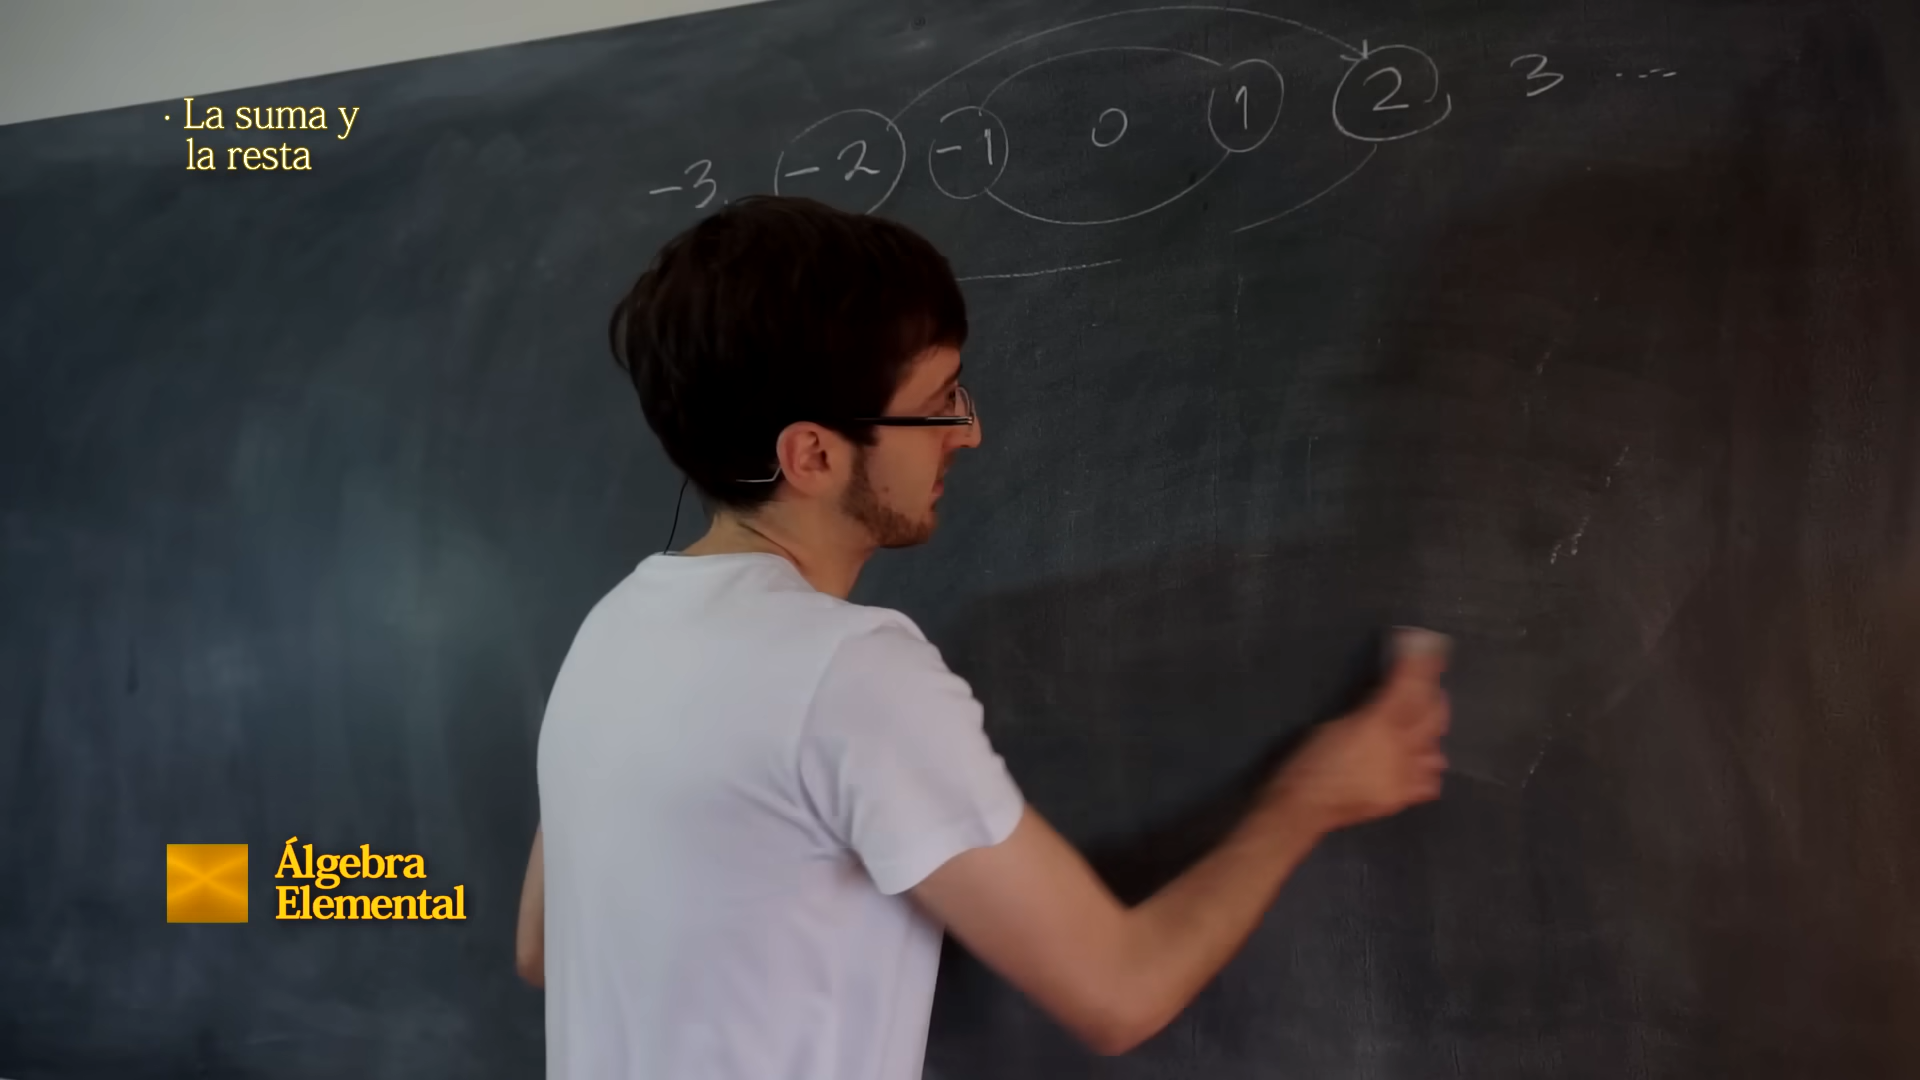 · La suma y
la resta
-3 -2 -1 0 1 2 3 ...
Álgebra
Elemental